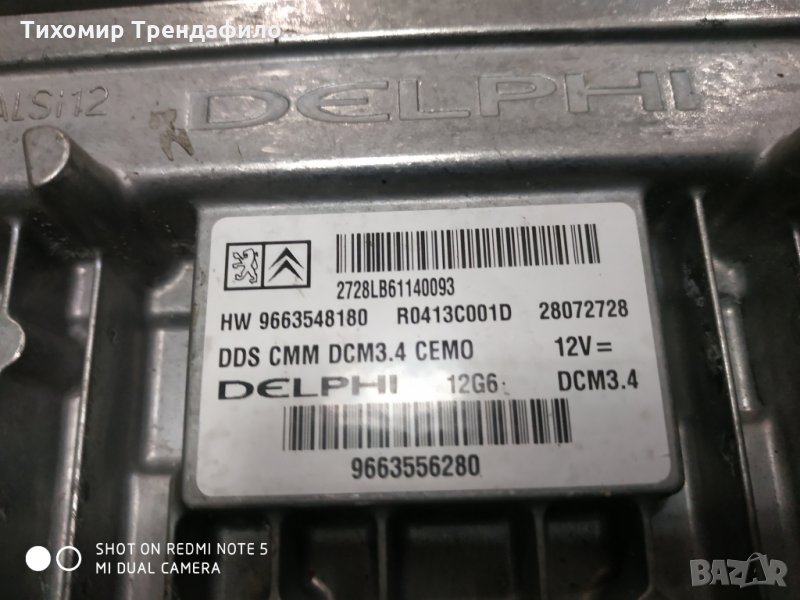 Тихомир Трендафило
ALSi12
DELPHI
2728LB61140093
HW 9663548180 R0413C001D 28072728
DDS CMM DCM3.4 CEMO 12V=
DELPHI 12G6 DCM3.4
9663556280
SHOT ON REDMI NOTE 5
MI DUAL CAMERA
BAZAR